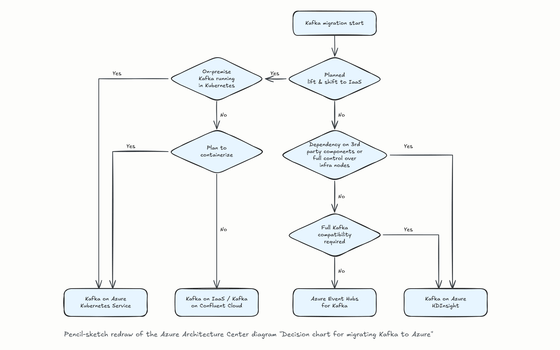 Kafka migration start
Planned
lift & shift to IaaS
Yes
On-premise
Kafka running
in Kubernetes
Yes
No
No
Plan to
containerize
Yes
Dependency on 3rd
party components or
full control over
infra nodes
Yes
No
No
Full Kafka
compatibility
required
Yes
No
Kafka on Azure
Kubernetes Service
Kafka on IaaS / Kafka
on Confluent Cloud
Azure Event Hubs
for Kafka
Kafka on Azure
HDInsight
Pencil-sketch redraw of the Azure Architecture Center diagram "Decision chart for migrating Kafka to Azure"